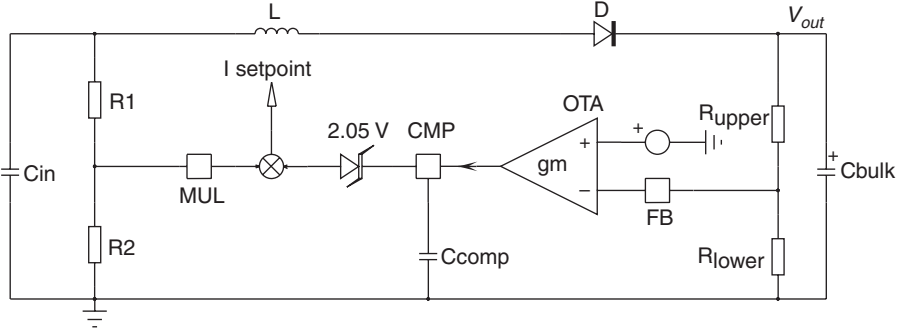 L
D
Vout
I setpoint
R1
2.05 V
CMP
OTA
Rupper
+
+
gm
MUL
Cin
−
FB
+
Cbulk
R2
Ccomp
Rlower